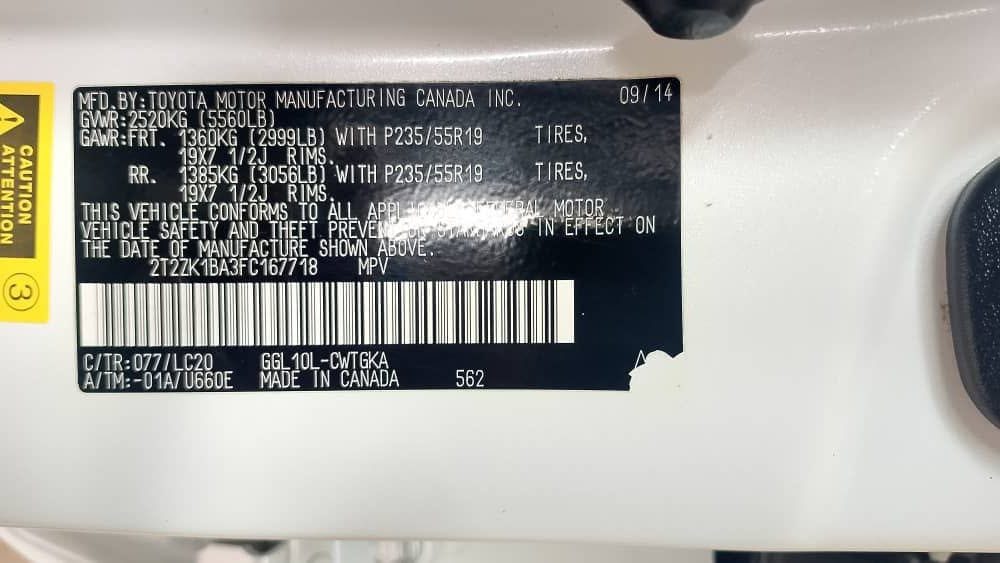 MFD.BY:TOYOTA MOTOR MANUFACTURING CANADA INC. 09/14
GVWR:2520KG (5560LB)
GAWR:FRT. 1360KG (2999LB) WITH P235/55R19 TIRES,
19X7 1/2J RIMS.
RR. 1385KG (3056LB) WITH P235/55R19 TIRES,
19X7 1/2J RIMS.
THIS VEHICLE CONFORMS TO ALL MOTOR
VEHICLE SAFETY AND THEFT IN EFFECT ON
THE DATE OF MANUFACTURE SHOWN ABOVE.
2T2ZK1BA3FC167718 MPV
C/TR:077/LC20 GGL10L-CWTGKA
A/TM:-01A/U660E MADE IN CANADA 562
CAUTION
ATTENTION
3